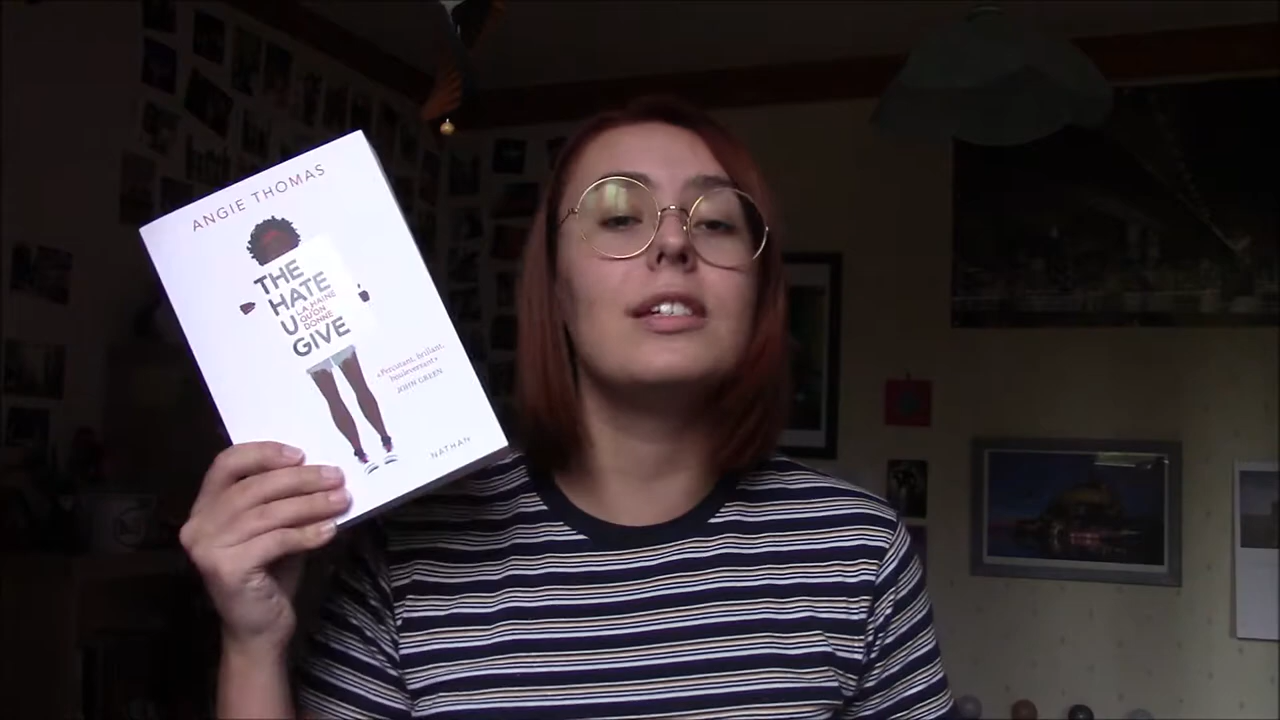 ANGIE THOMAS
THE
HATE
U
LA HAINE
QU'ON
DONNE
GIVE
«Percutant, brillant,
bouleversant»
JOHN GREEN
NATHAN